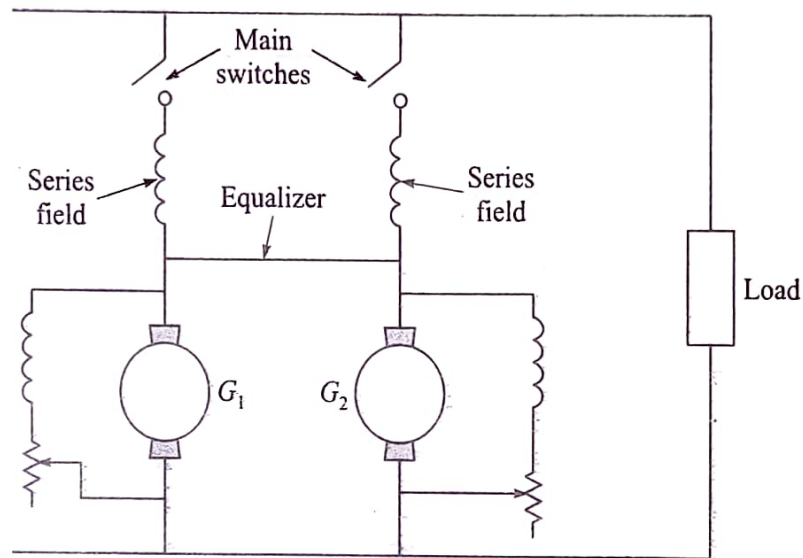 Main
switches
Series
field
Equalizer
Series
field
Load
G₁
G₂